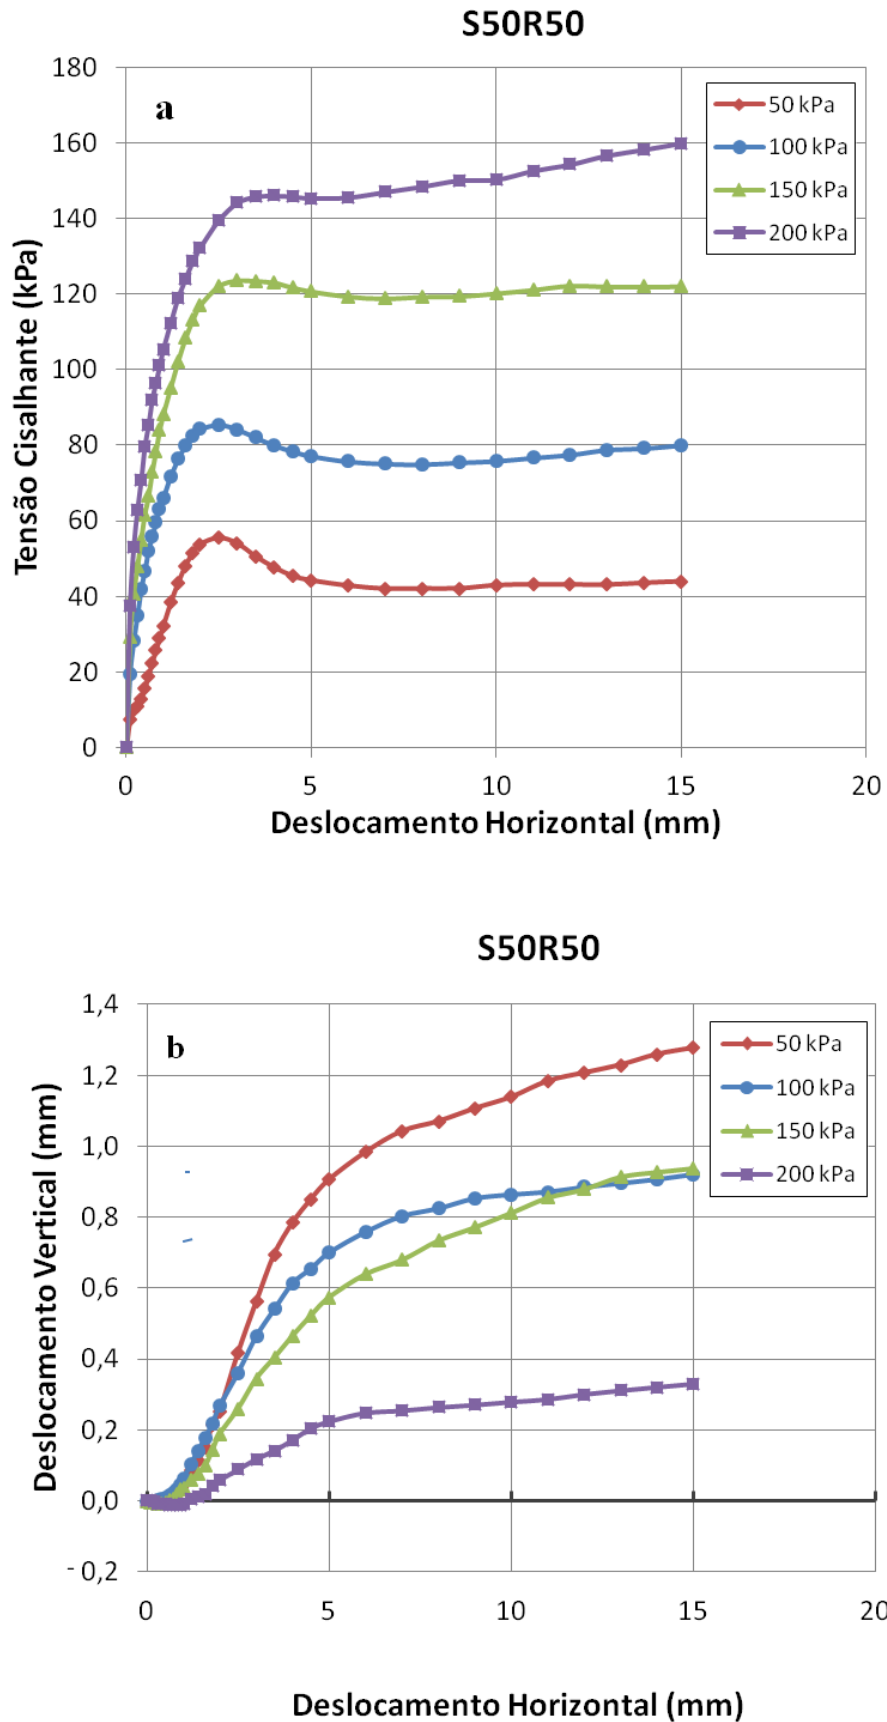 S50R50
180
160
140
120
100
80
60
40
20
0
Tensão Cisalhante (kPa)
a
50 kPa
100 kPa
150 kPa
200 kPa
0 5 10 15 20
Deslocamento Horizontal (mm)
S50R50
1,4
1,2
1,0
0,8
0,6
0,4
0,2
0,0
- 0,2
Deslocamento Vertical (mm)
b
50 kPa
100 kPa
150 kPa
200 kPa
0 5 10 15 20
Deslocamento Horizontal (mm)